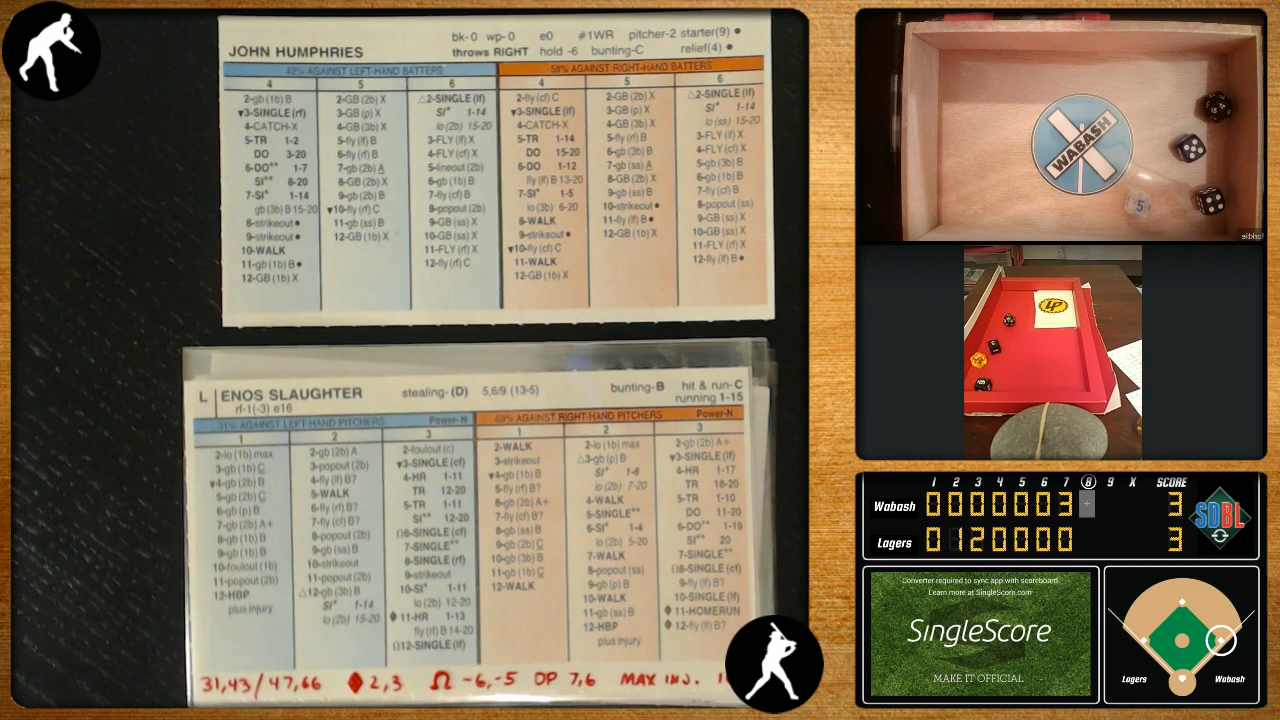 JOHN HUMPHRIES
bk-0 wp-0 e0 #1WR pitcher-2 starter(9) ●
throws RIGHT hold -6 bunting-C relief(4) ●
42% AGAINST LEFT-HAND BATTERS
4 5 6
2-gb (1b) B
▼3-SINGLE (rf)
4-CATCH-X
5-TR 1-2
DO 3-20
6-DO** 1-7
SI** 8-20
7-SI* 1-14
gb (3b) B 15-20
8-strikeout●
9-strikeout●
10-WALK
11-gb (1b) B●
12-GB (1b) X
2-GB (2b) X
3-GB (p) X
4-GB (3b) X
5-fly (lf) B
6-fly (rf) B
7-gb (2b) A
8-GB (2b) X
9-gb (2b) B
▼10-fly (rf) C
11-gb (ss) B
12-GB (1b) X
△2-SINGLE (lf)
SI* 1-14
lo (2b) 15-20
3-FLY (lf) X
4-FLY (cf) X
5-lineout (2b)
6-gb (1b) B
7-fly (cf) B
8-popout (2b)
9-GB (ss) X
10-GB (ss) X
11-FLY (rf) X
12-fly (rf) C
58% AGAINST RIGHT-HAND BATTERS
4 5 6
2-fly (cf) C
▼3-SINGLE (lf)
4-CATCH-X
5-TR 1-14
DO 15-20
6-DO 1-12
fly (lf) B 13-20
7-SI* 1-5
lo (3b) 6-20
8-WALK
9-strikeout●
▼10-fly (cf) C
11-WALK
12-GB (1b) X
2-GB (2b) X
3-GB (p) X
4-GB (3b) X
5-fly (rf) B
6-gb (3b) B
7-gb (ss) A
8-GB (2b) X
9-gb (ss) B
10-strikeout●
11-fly (lf) B●
12-GB (1b) X
△2-SINGLE (lf)
SI* 1-14
lo (ss) 15-20
3-FLY (lf) X
4-FLY (cf) X
5-gb (3b) B
6-gb (1b) B
7-fly (cf) B
8-popout (ss)
9-GB (ss) X
10-GB (ss) X
11-FLY (rf) X
12-fly (lf) B●
L ENOS SLAUGHTER stealing- (D) 5,6/9 (13-5) bunting-B hit & run-C
rf-1(-3) e16 running 1-15
31% AGAINST LEFT HAND PITCHERS Power-N
1 2 3
2-lo (1b) max
3-gb (1b) C
▼4-gb (2b) B
5-gb (2b) C
6-gb (p) B
7-gb (2b) A+
8-gb (1b) B
9-gb (1b) B
10-foulout (1b)
11-popout (2b)
12-HBP
plus injury
2-gb (2b) A
3-popout (2b)
4-fly (lf) B?
5-WALK
6-fly (rf) B?
7-fly (cf) B?
8-popout (2b)
9-gb (ss) B
10-strikeout
11-popout (2b)
△12-gb (3b) B
SI* 1-14
lo (2b) 15-20
2-foulout (c)
▼3-SINGLE (cf)
4-HR 1-11
TR 12-20
5-TR 1-11
SI** 12-20
Ω6-SINGLE (cf)
7-SINGLE**
8-SINGLE (rf)
9-strikeout
10-SI* 1-11
lo (2b) 12-20
♦11-HR 1-13
fly (rf) B 14-20
Ω12-SINGLE (lf)
69% AGAINST RIGHT-HAND PITCHERS Power-N
1 2 3
2-WALK
3-strikeout
▼4-gb (1b) B
5-fly (rf) B?
6-gb (2b) A+
7-fly (cf) B?
8-gb (ss) B
9-gb (2b) C
10-gb (3b) B
11-gb (1b) C
12-WALK
2-lo (1b) max
△3-gb (p) B
SI* 1-6
lo (2b) 7-20
4-WALK
5-SINGLE**
6-SI* 1-4
lo (2b) 5-20
7-WALK
8-popout (ss)
9-gb (p) B
10-WALK
11-gb (ss) B
12-HBP
plus injury
2-gb (2b) A+
▼3-SINGLE (lf)
4-HR 1-17
TR 18-20
5-TR 1-10
DO 11-20
6-DO** 1-19
SI** 20
7-SINGLE**
Ω8-SINGLE (cf)
9-fly (lf) B?
10-SINGLE (lf)
♦11-HOMERUN
♦12-fly (lf) B?
31,43/47,66 ♦2,3 Ω -6,-5 DP 7,6 MAX INJ.
WABASH
5
LP
1 2 3 4 5 6 7 8 9 X SCORE
Wabash 0 0 0 0 0 0 3 + 3
Lagers 0 1 2 0 0 0 0 3
SDBL
Converter required to sync app with scoreboard
Learn more at SingleScore.com
SINGLESCORE
MAKE IT OFFICIAL
Lagers Wabash